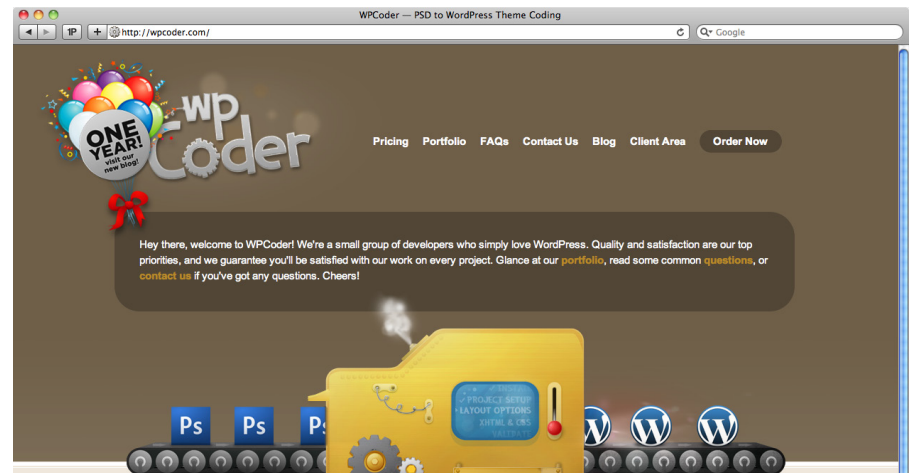 WPCoder — PSD to WordPress Theme Coding
1P
+
http://wpcoder.com/
Google
ONE
YEAR!
visit our
new blog!
wp
Coder
Pricing Portfolio FAQs Contact Us Blog Client Area Order Now
Hey there, welcome to WPCoder! We're a small group of developers who simply love WordPress. Quality and satisfaction are our top
priorities, and we guarantee you'll be satisfied with our work on every project. Glance at our portfolio, read some common questions, or
contact us if you've got any questions. Cheers!
PROJECT SETUP
LAYOUT OPTIONS
XHTML & CSS
VALIDATE
Ps Ps Ps W W W